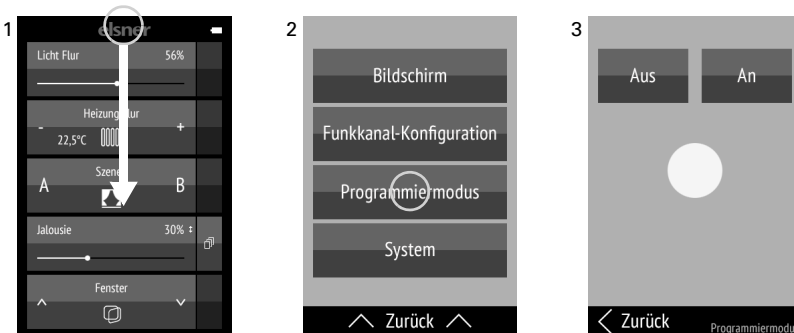 1
elsner
Licht Flur 56%
Heizung Flur
- 22,5°C +
Szene
A B
Jalousie 30%
Fenster
2
Bildschirm
Funkkanal-Konfiguration
Programmiermodus
System
Zurück
3
Aus An
Zurück Programmiermodu